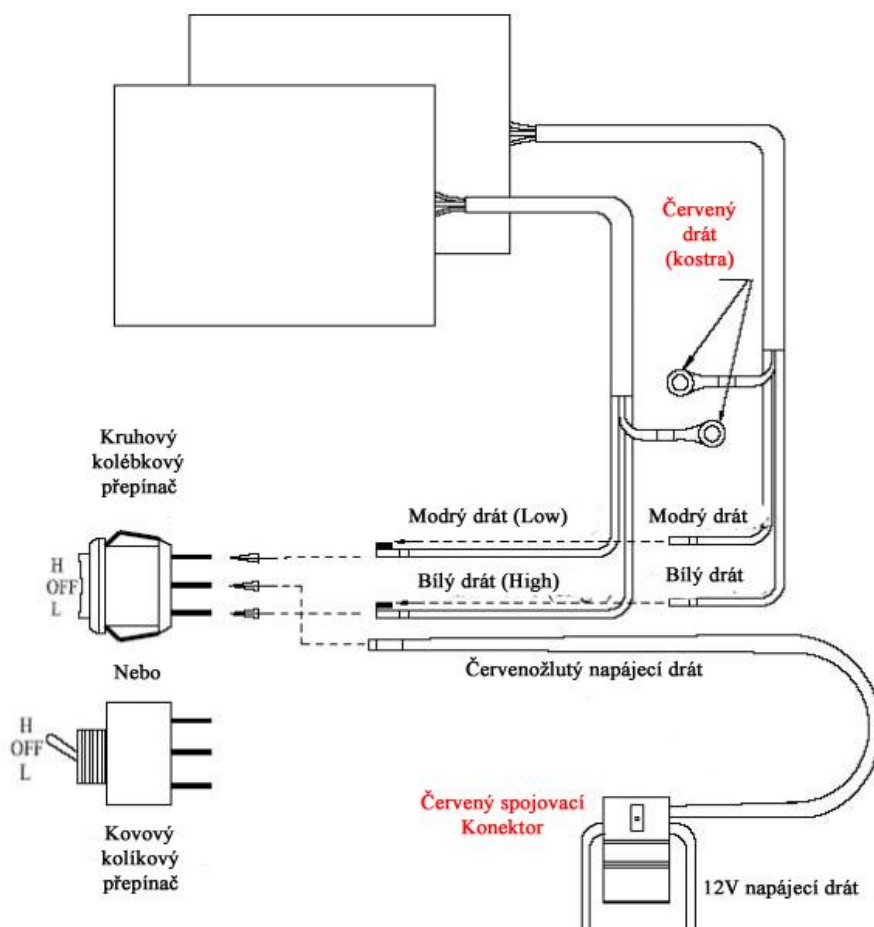 Červený
drát
(kostra)
Kruhový
kolébkový
přepínač
Modrý drát (Low)
Modrý drát
H
OFF
L
Bílý drát (High)
Bílý drát
Nebo
Červenožlutý napájecí drát
H
OFF
L
Červený spojovací
Konektor
Kovový
kolíkový
přepínač
12V napájecí drát